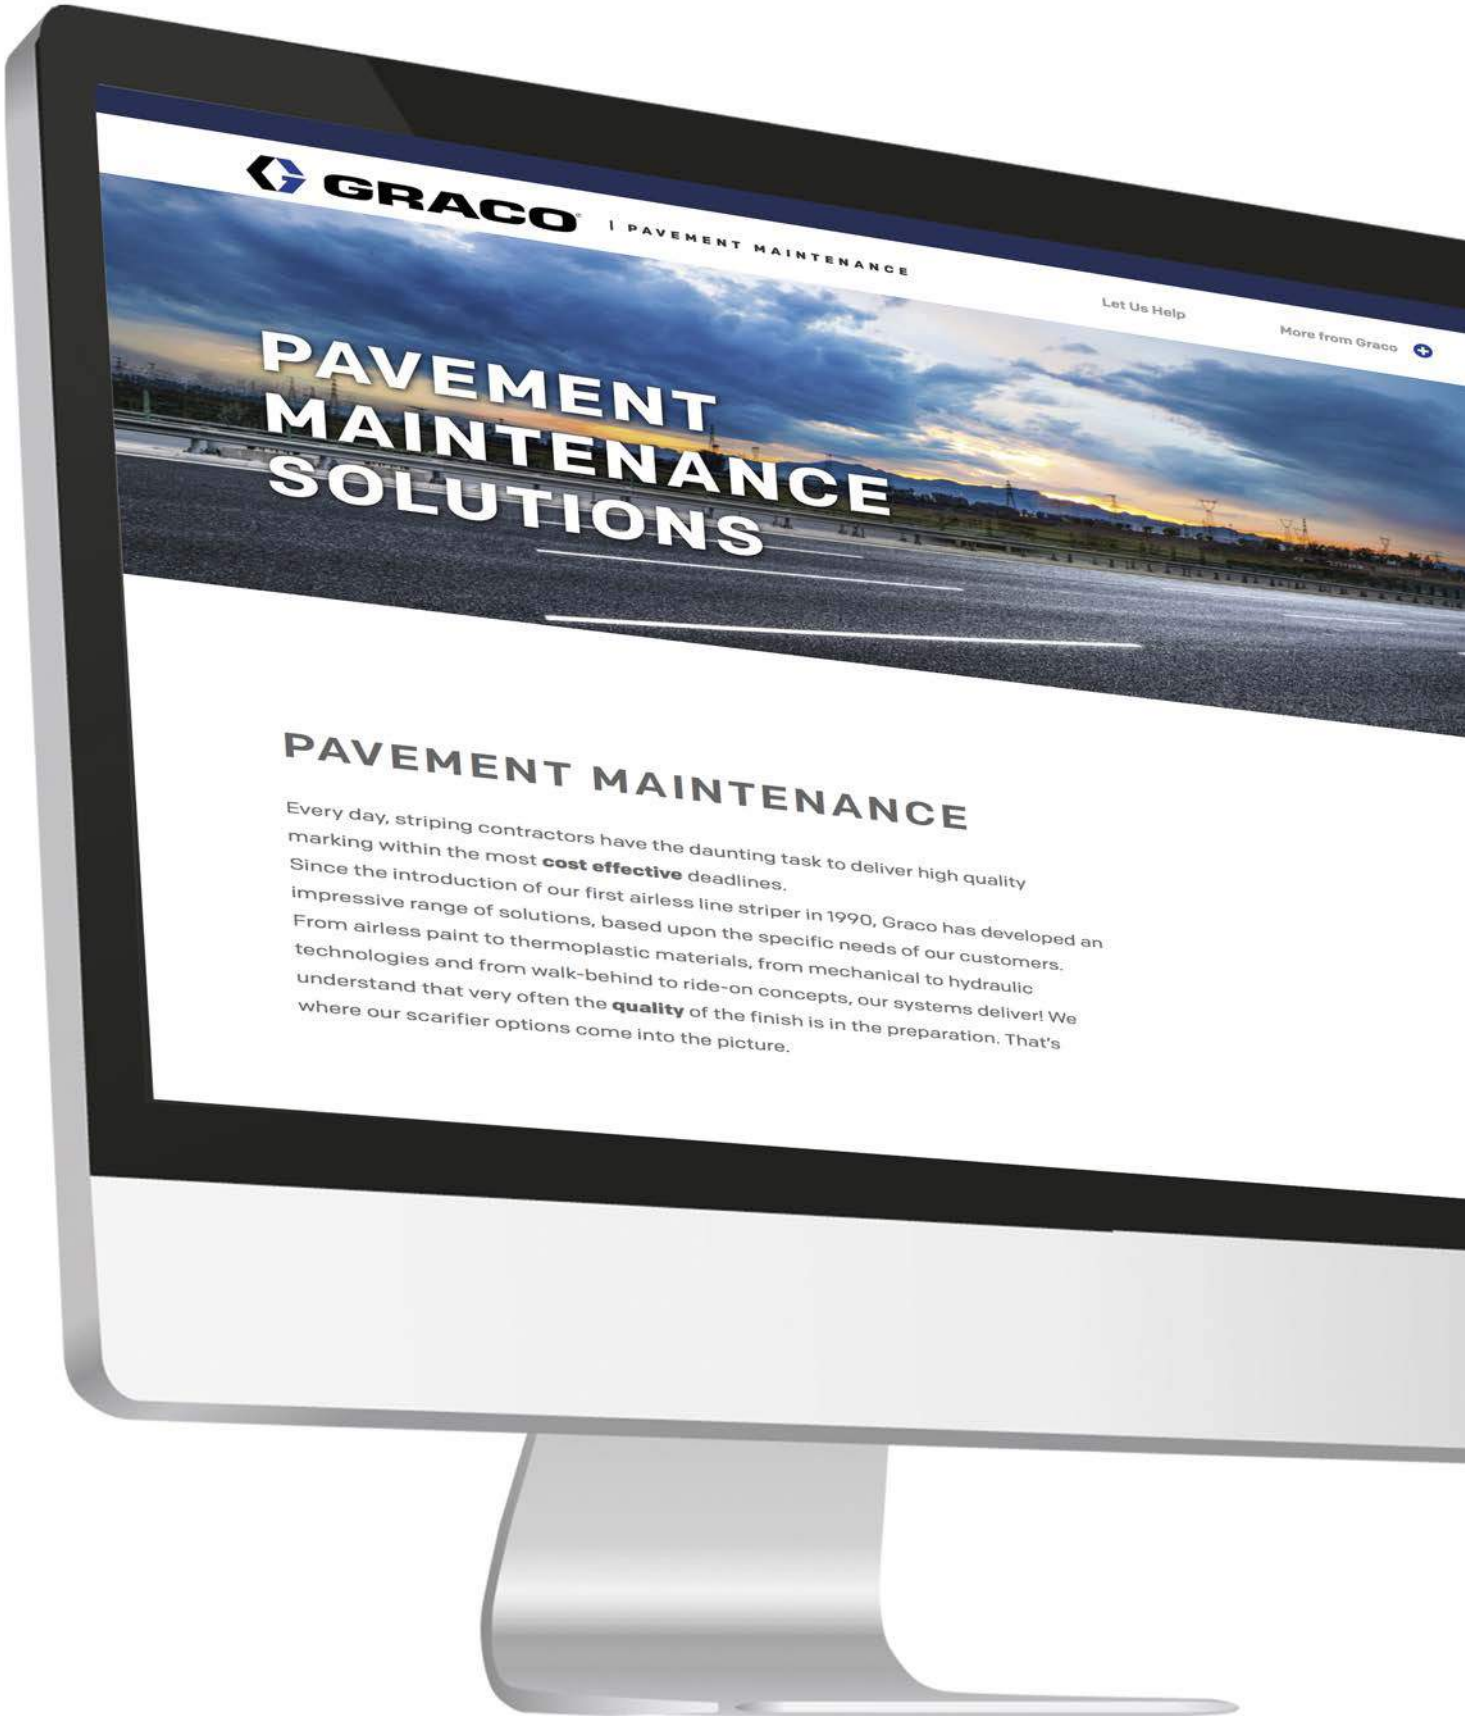 GRACO
| PAVEMENT MAINTENANCE
Let Us Help
More from Graco
PAVEMENT
MAINTENANCE
SOLUTIONS
PAVEMENT MAINTENANCE
Every day, striping contractors have the daunting task to deliver high quality
marking within the most cost effective deadlines.
Since the introduction of our first airless line striper in 1990, Graco has developed an
impressive range of solutions, based upon the specific needs of our customers.
From airless paint to thermoplastic materials, from mechanical to hydraulic
technologies and from walk-behind to ride-on concepts, our systems deliver! We
understand that very often the quality of the finish is in the preparation. That's
where our scarifier options come into the picture.